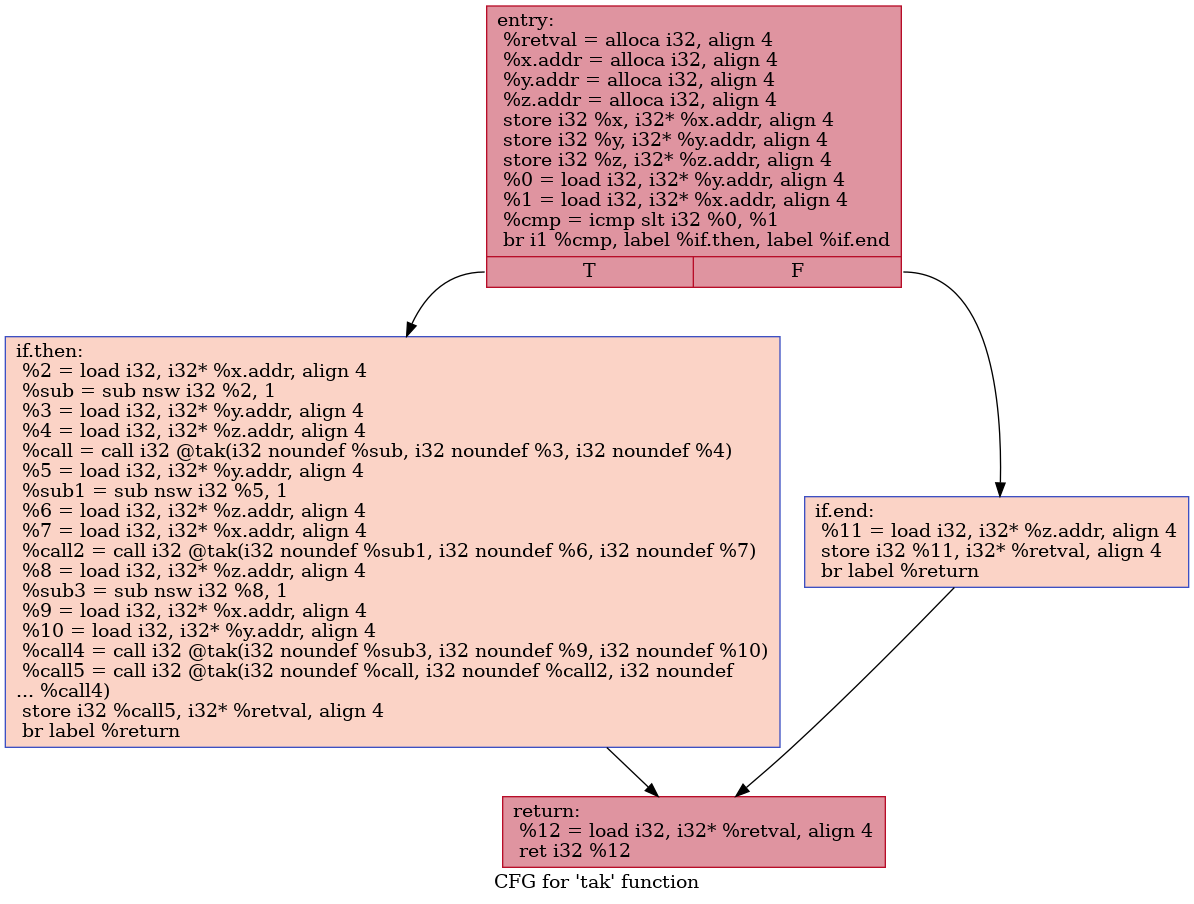 entry:
%retval = alloca i32, align 4
%x.addr = alloca i32, align 4
%y.addr = alloca i32, align 4
%z.addr = alloca i32, align 4
store i32 %x, i32* %x.addr, align 4
store i32 %y, i32* %y.addr, align 4
store i32 %z, i32* %z.addr, align 4
%0 = load i32, i32* %y.addr, align 4
%1 = load i32, i32* %x.addr, align 4
%cmp = icmp slt i32 %0, %1
br i1 %cmp, label %if.then, label %if.end
T
F
if.then:
%2 = load i32, i32* %x.addr, align 4
%sub = sub nsw i32 %2, 1
%3 = load i32, i32* %y.addr, align 4
%4 = load i32, i32* %z.addr, align 4
%call = call i32 @tak(i32 noundef %sub, i32 noundef %3, i32 noundef %4)
%5 = load i32, i32* %y.addr, align 4
%sub1 = sub nsw i32 %5, 1
%6 = load i32, i32* %z.addr, align 4
%7 = load i32, i32* %x.addr, align 4
%call2 = call i32 @tak(i32 noundef %sub1, i32 noundef %6, i32 noundef %7)
%8 = load i32, i32* %z.addr, align 4
%sub3 = sub nsw i32 %8, 1
%9 = load i32, i32* %x.addr, align 4
%10 = load i32, i32* %y.addr, align 4
%call4 = call i32 @tak(i32 noundef %sub3, i32 noundef %9, i32 noundef %10)
%call5 = call i32 @tak(i32 noundef %call, i32 noundef %call2, i32 noundef
... %call4)
store i32 %call5, i32* %retval, align 4
br label %return
if.end:
%11 = load i32, i32* %z.addr, align 4
store i32 %11, i32* %retval, align 4
br label %return
return:
%12 = load i32, i32* %retval, align 4
ret i32 %12
CFG for 'tak' function